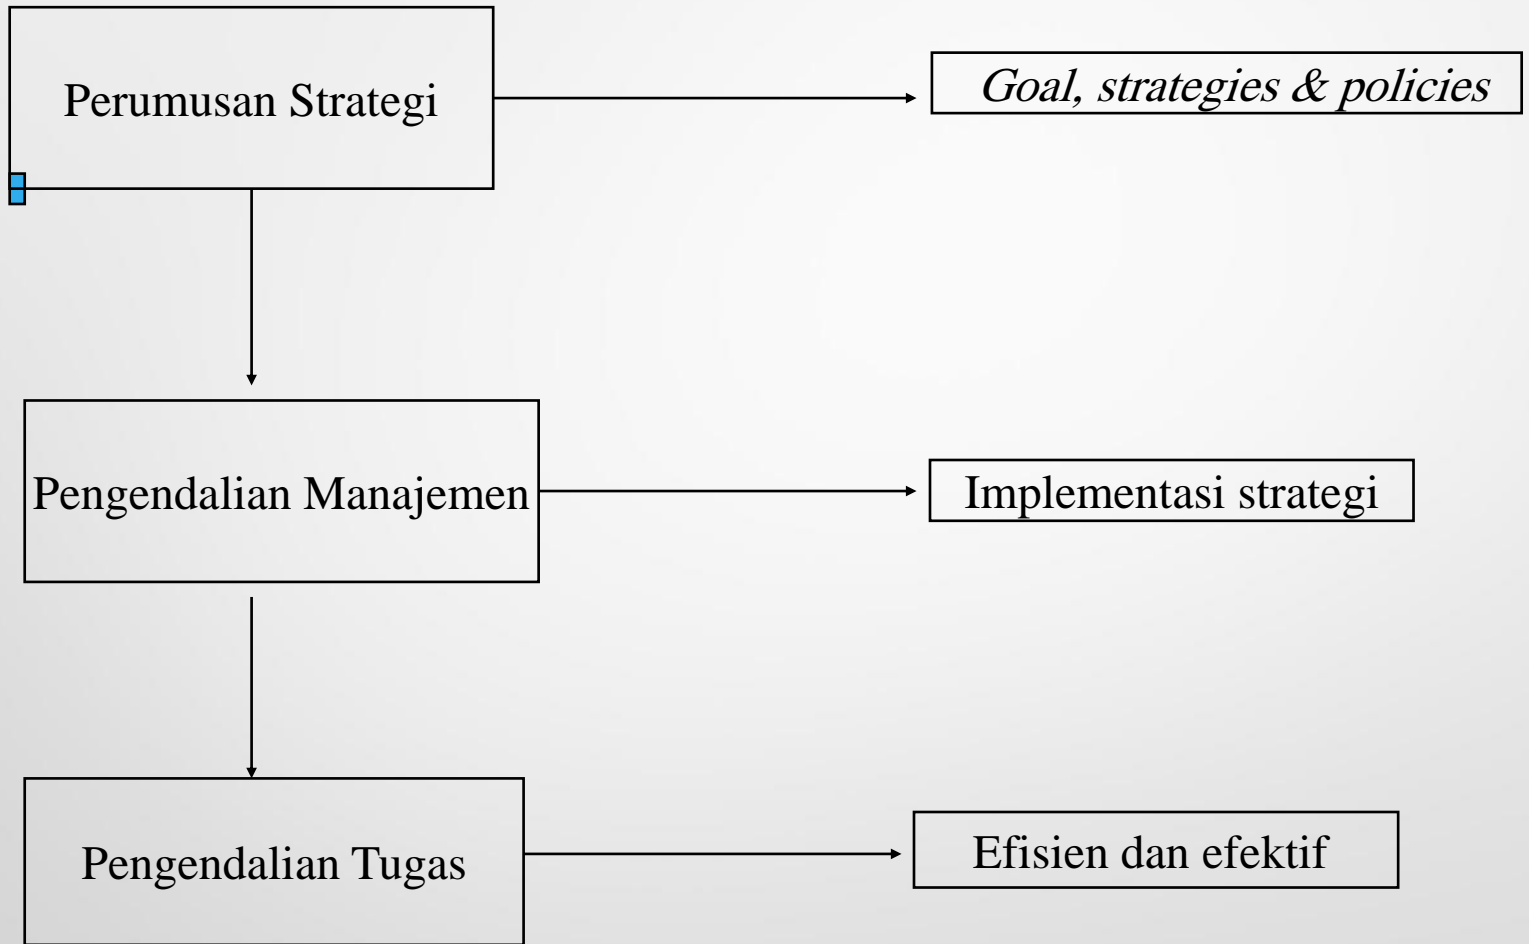 Perumusan Strategi
Goal, strategies & policies
Pengendalian Manajemen
Implementasi strategi
Pengendalian Tugas
Efisien dan efektif